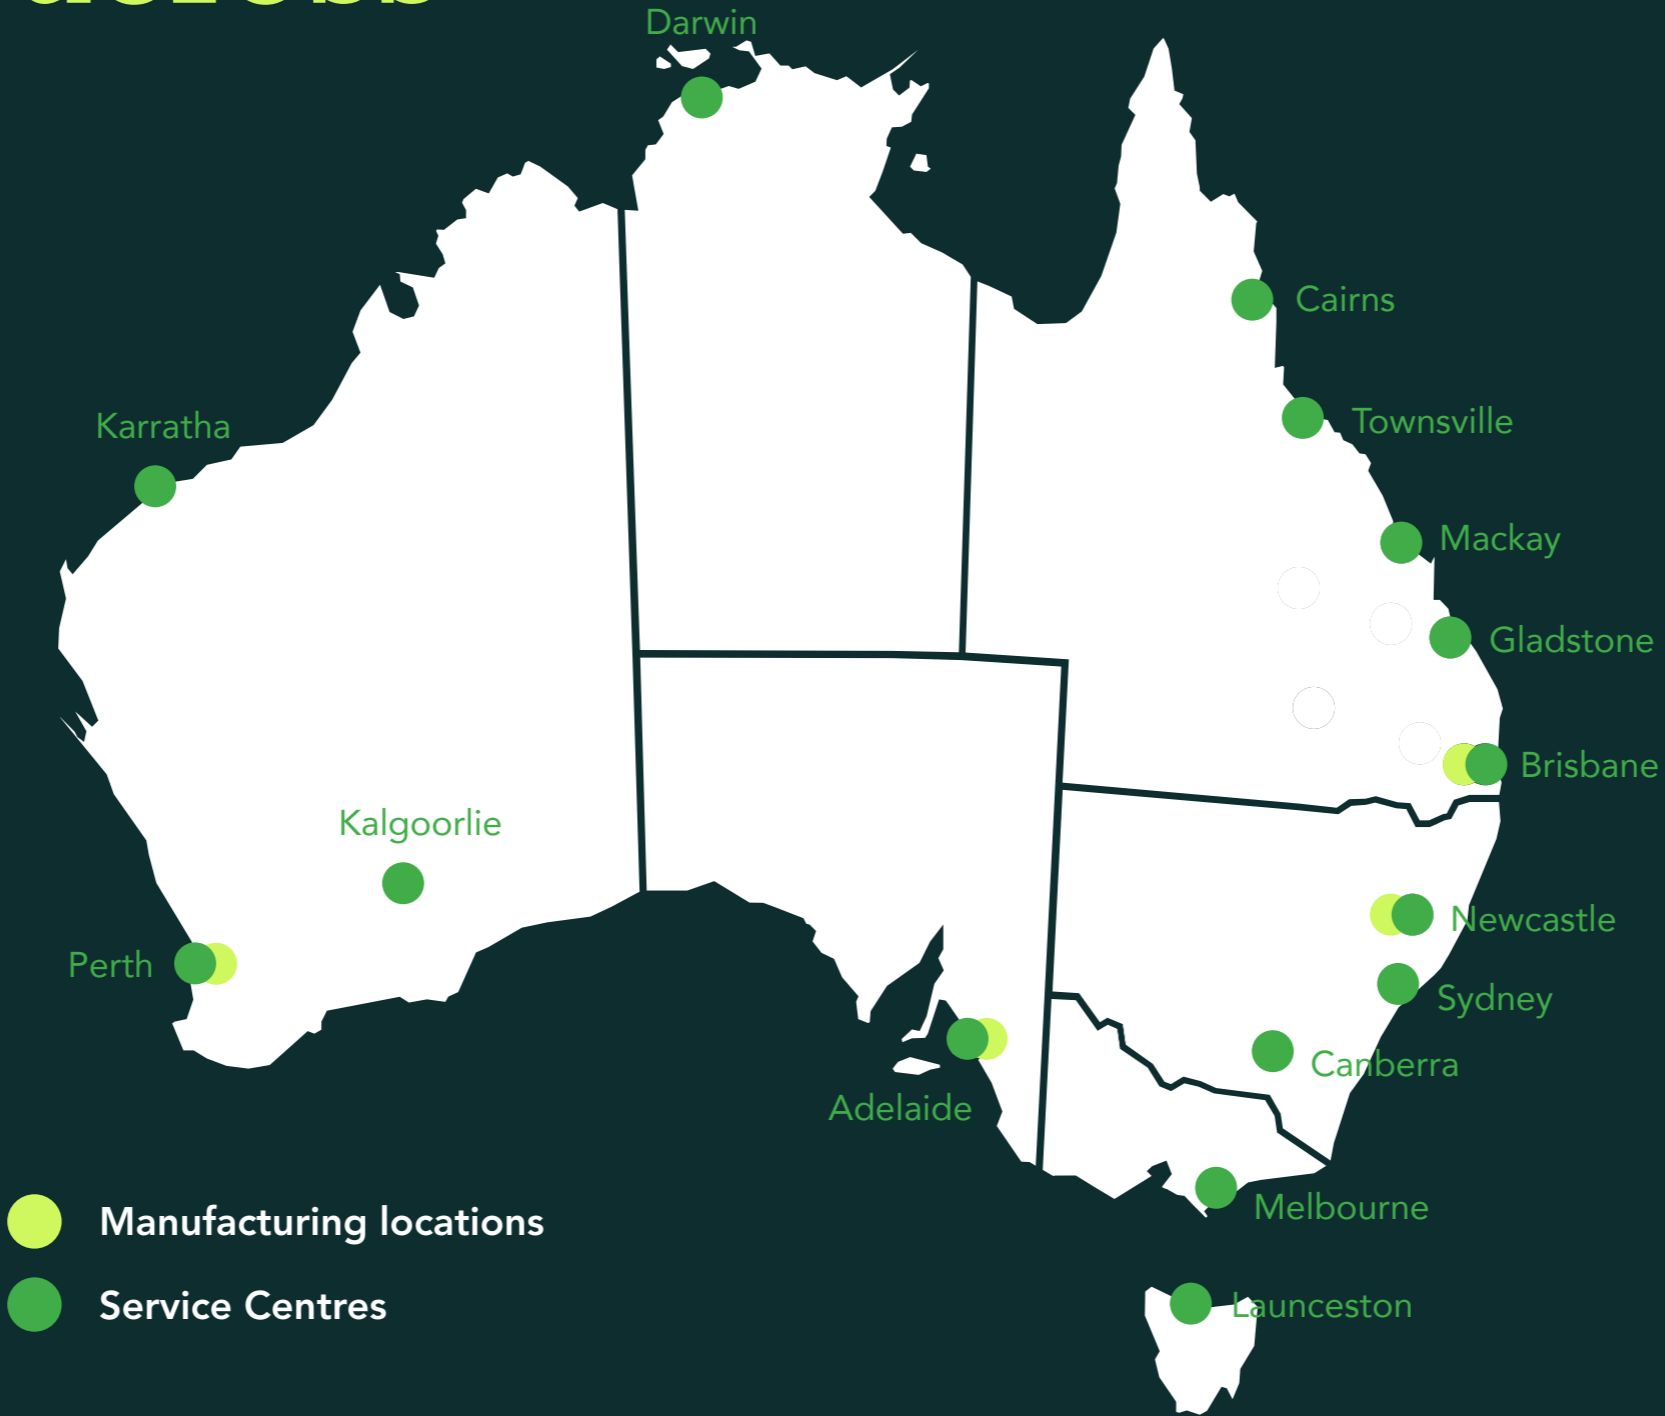 Darwin
Cairns
Karratha
Townsville
Mackay
Gladstone
Brisbane
Kalgoorlie
Newcastle
Perth
Sydney
Canberra
Adelaide
Melbourne
Manufacturing locations
Service Centres
Launceston